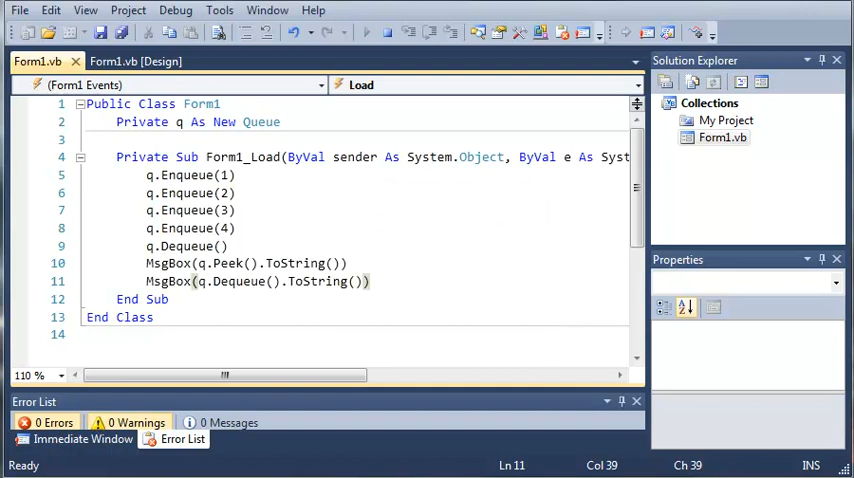 File Edit View Project Debug Tools Window Help
Form1.vb Form1.vb [Design]
(Form1 Events) Load
1 Public Class Form1
2 Private q As New Queue
3
4 Private Sub Form1_Load(ByVal sender As System.Object, ByVal e As Syst
5 q.Enqueue(1)
6 q.Enqueue(2)
7 q.Enqueue(3)
8 q.Enqueue(4)
9 q.Dequeue()
10 MsgBox(q.Peek().ToString())
11 MsgBox(q.Dequeue().ToString())
12 End Sub
13 End Class
14
110 %
Solution Explorer
Collections
My Project
Form1.vb
Properties
Error List
0 Errors 0 Warnings 0 Messages
Immediate Window Error List
Ready Ln 11 Col 39 Ch 39 INS